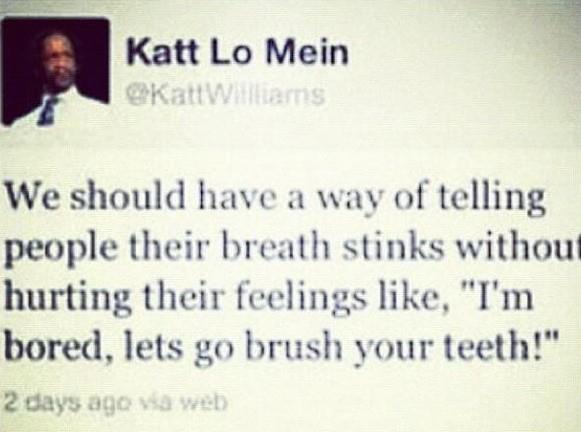 Katt Lo Mein
@KattWilliams
We should have a way of telling
people their breath stinks without
hurting their feelings like, "I'm
bored, lets go brush your teeth!"
2 days ago via web